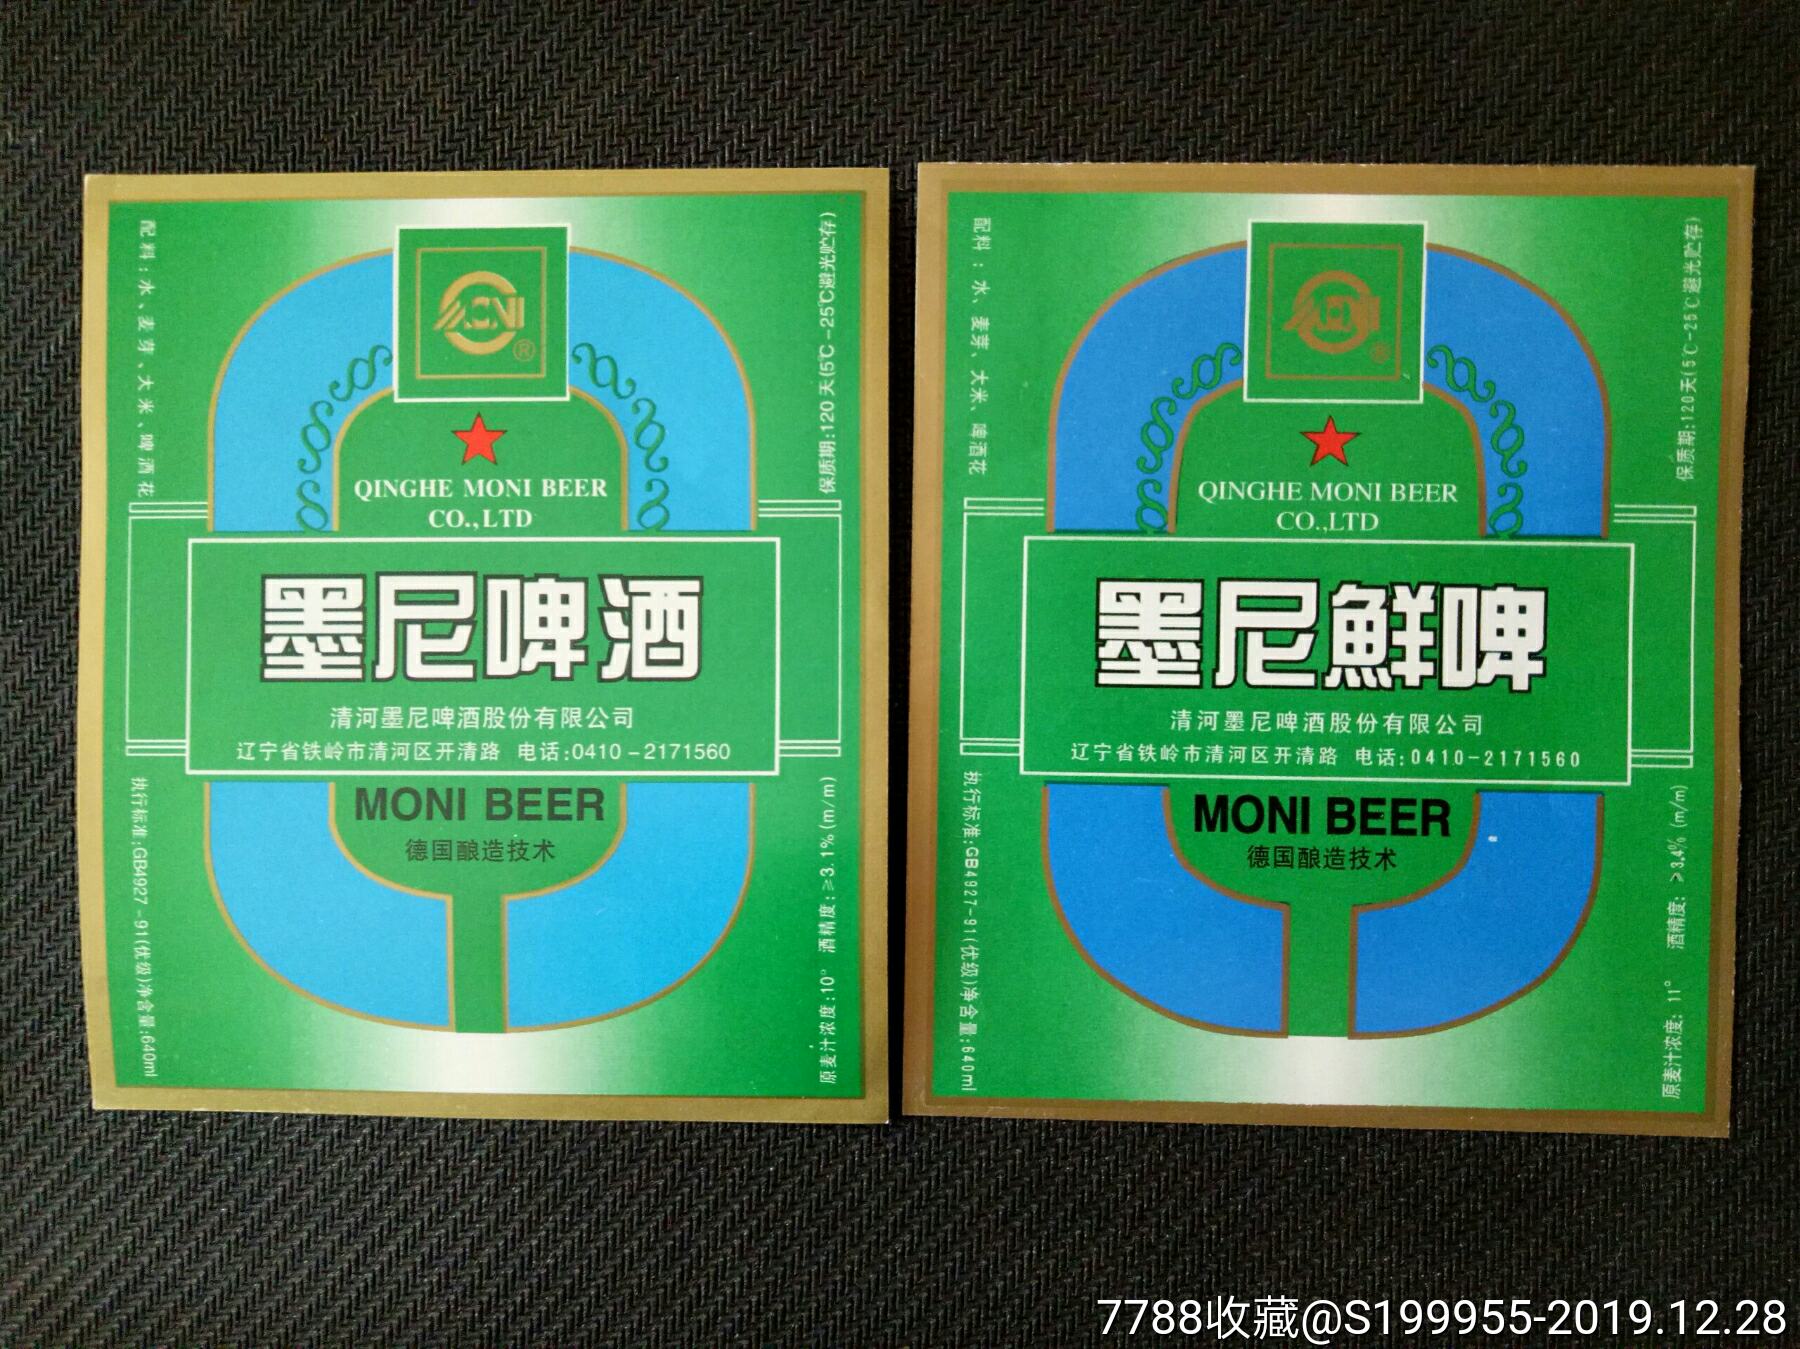 配料：水、麦芽、大米、啤酒花
保质期:120天(5℃-25℃避光贮存)
MONI
®
QINGHE MONI BEER
CO.,LTD
墨尼啤酒
清河墨尼啤酒股份有限公司
辽宁省铁岭市清河区开清路 电话:0410-2171560
MONI BEER
德国酿造技术
执行标准:GB4927-91(优级)净含量:640ml
原麦汁浓度:10° 酒精度:≥3.1%(m/m)
配料：水、麦芽、大米、啤酒花
保质期:120天(5℃-25℃避光贮存)
MONI
®
QINGHE MONI BEER
CO.,LTD
墨尼鮮啤
清河墨尼啤酒股份有限公司
辽宁省铁岭市清河区开清路 电话:0410-2171560
MONI BEER
德国酿造技术
执行标准:GB4927-91(优级)净含量:640ml
原麦汁浓度: 11° 酒精度: ≥3.4% (m/m)
7788收藏@S199955-2019.12.28